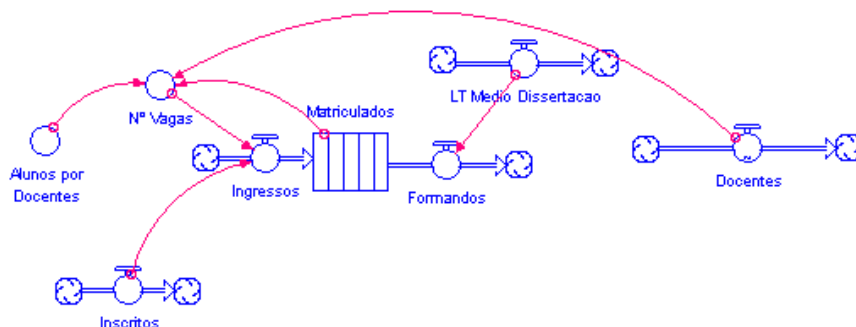 LT Medio Dissertacao
Matriculados
Nº Vagas
Alunos por
Docentes
Ingressos
Formandos
Docentes
Inscritos